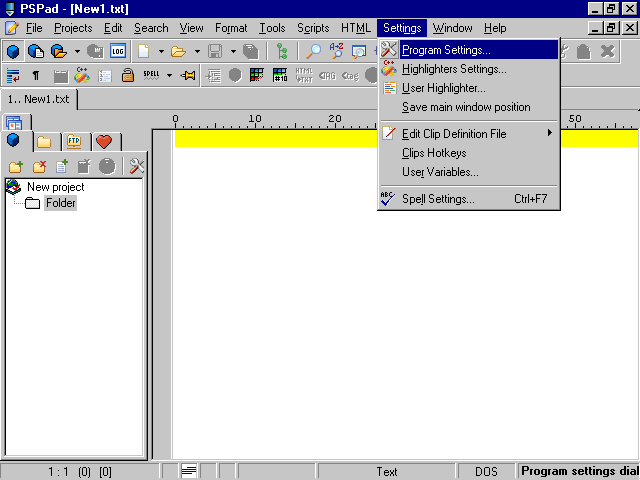 PSPad - [New1.txt]
File Projects Edit Search View Format Tools Scripts HTML Settings Window Help
LOG
SPELL
1.. New1.txt
Program Settings...
Highlighters Settings...
User Highlighter...
Save main window position
Edit Clip Definition File
Clips Hotkeys
User Variables...
Spell Settings... Ctrl+F7
0 10 20 50
FTP
New project
Folder
1 : 1 (0) [0] Text DOS Program settings dial